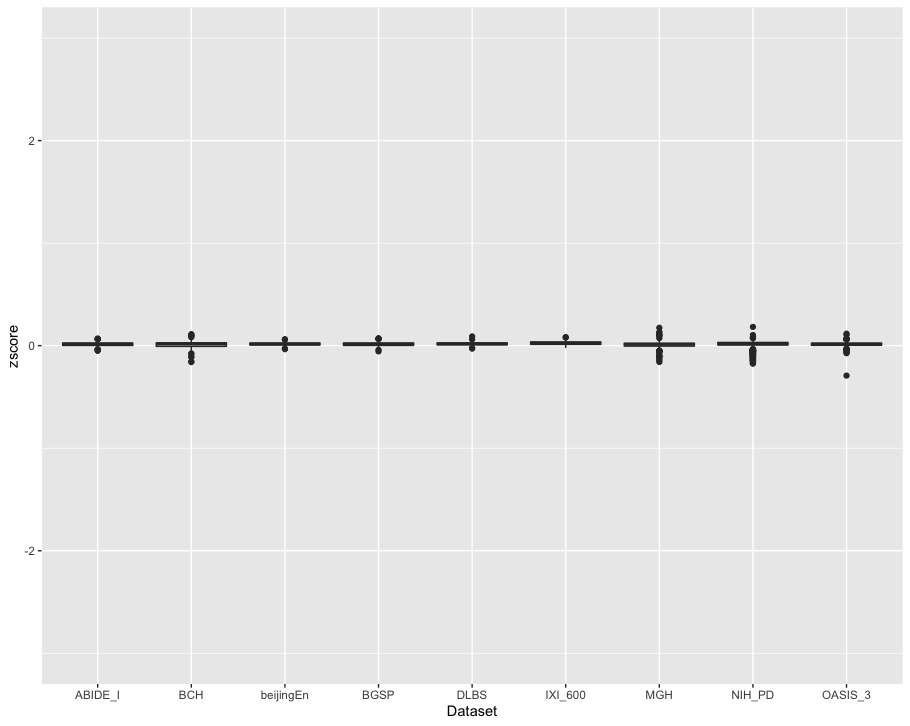 zscore
2
0
-2
ABIDE_I BCH beijingEn BGSP DLBS IXI_600 MGH NIH_PD OASIS_3
Dataset